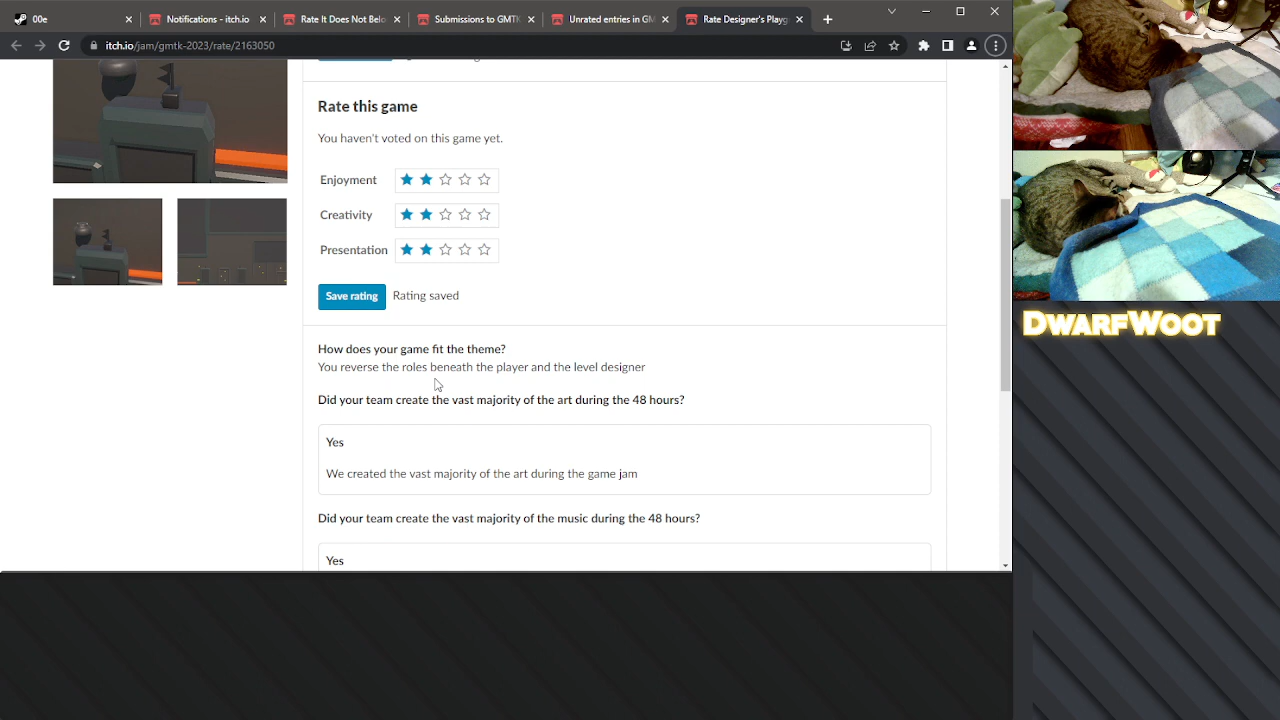 00e
Notifications - itch.io
Rate It Does Not Belo
Submissions to GMTK
Unrated entries in GM
Rate Designer's Playg
itch.io/jam/gmtk-2023/rate/2163050
Rate this game
You haven't voted on this game yet.
Enjoyment
Creativity
Presentation
Save rating Rating saved
How does your game fit the theme?
You reverse the roles beneath the player and the level designer
Did your team create the vast majority of the art during the 48 hours?
Yes
We created the vast majority of the art during the game jam
Did your team create the vast majority of the music during the 48 hours?
Yes
DWARFWOOT